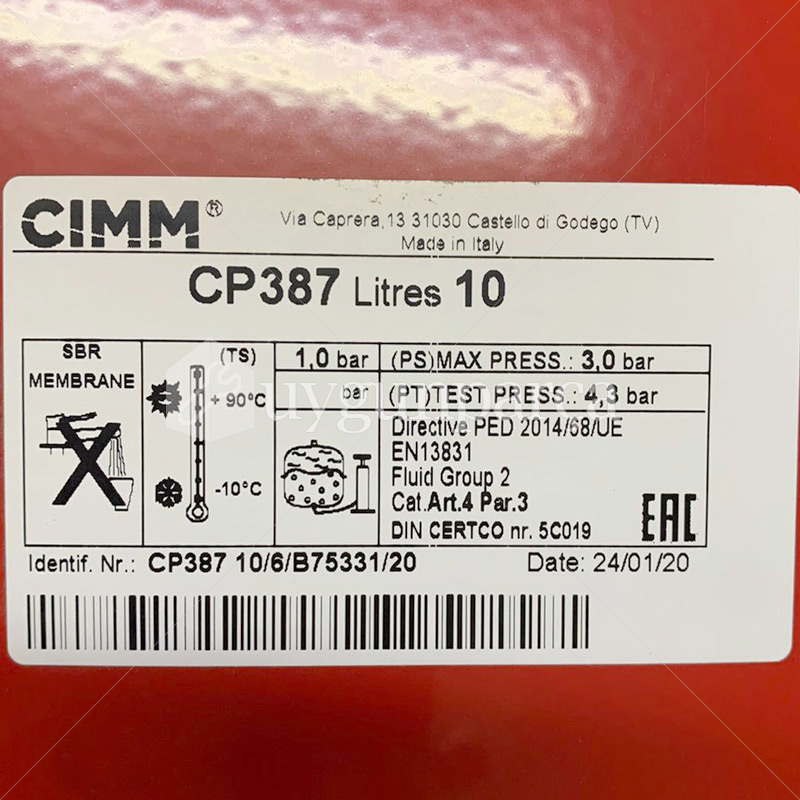 CIMM®
Via Caprera,13 31030 Castello di Godego (TV)
Made in Italy
CP387 Litres 10
SBR
MEMBRANE
(TS)
+ 90°C
-10°C
1,0 bar
bar
(PS)MAX PRESS.: 3,0 bar
(PT)TEST PRESS.: 4,3 bar
Directive PED 2014/68/UE
EN13831
Fluid Group 2
Cat.Art.4 Par.3
DIN CERTCO nr. 5C019
EAC
Identif. Nr.: CP387 10/6/B75331/20
Date: 24/01/20
uygunparca